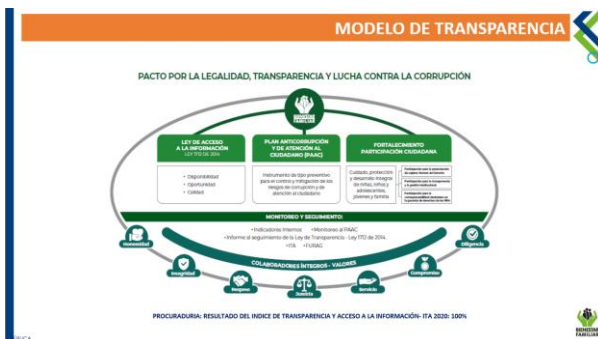 MODELO DE TRANSPARENCIA
PACTO POR LA LEGALIDAD, TRANSPARENCIA Y LUCHA CONTRA LA CORRUPCIÓN
BIENESTAR
FAMILIAR
LEY DE ACCESO
A LA INFORMACIÓN
LEY 1712 DE 2014
• Disponibilidad
• Oportunidad
• Calidad
PLAN ANTICORRUPCIÓN
Y DE ATENCIÓN AL
CIUDADANO (PAAC)
Instrumento de tipo preventivo
para el control y mitigación de los
riesgos de corrupción y de
atención al ciudadano
FORTALECIMIENTO
PARTICIPACIÓN CIUDADANA
Cuidado, protección
y desarrollo integral
de niñas, niños y
adolescentes,
jóvenes y familia
MONITOREO Y SEGUIMIENTO:
• Indicadores Internos • Monitoreo al PAAC
• Informe al seguimiento de la Ley de Transparencia - Ley 1712 de 2014.
• ITA • FURAG
COLABORADORES ÍNTEGROS - VALORES
Honestidad
Integridad
Respeto
Justicia
Servicio
Compromiso
Diligencia
PROCURADURIA: RESULTADO DEL INDICE DE TRANSPARENCIA Y ACCESO A LA INFORMACIÓN- ITA 2020: 100%
BIENESTAR
FAMILIAR